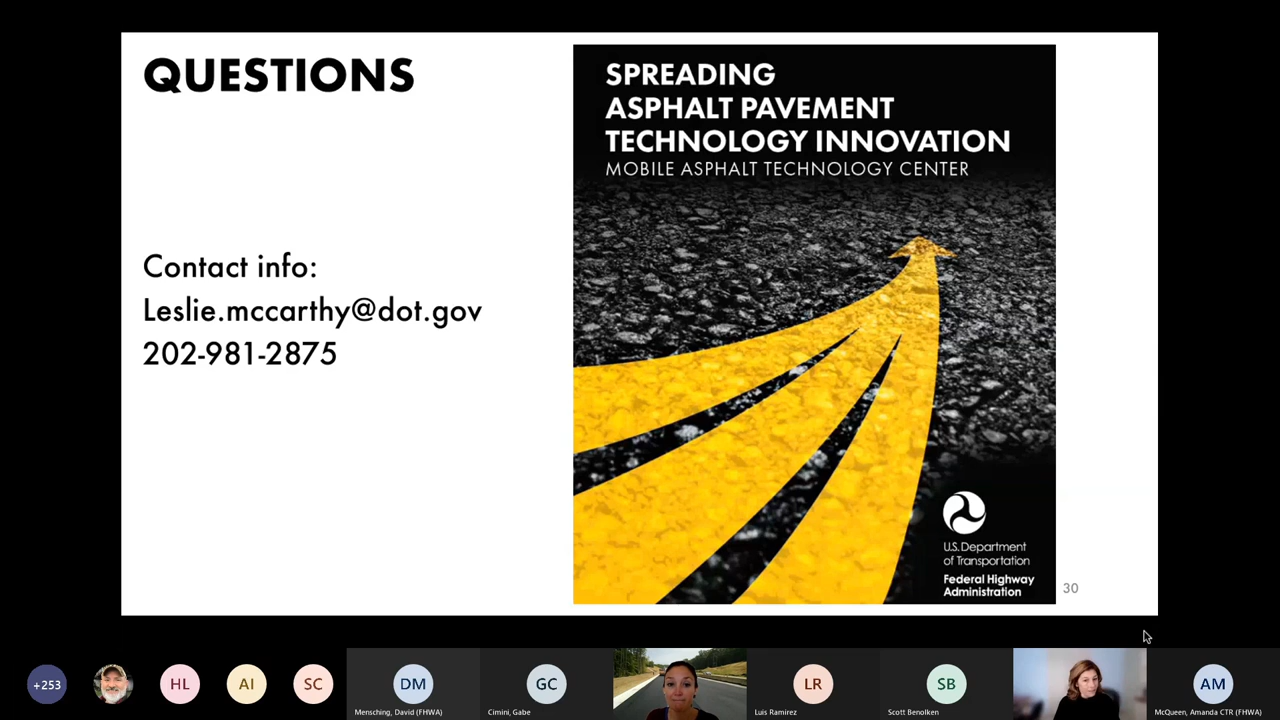 QUESTIONS
Contact info:
Leslie.mccarthy@dot.gov
202-981-2875
SPREADING
ASPHALT PAVEMENT
TECHNOLOGY INNOVATION
MOBILE ASPHALT TECHNOLOGY CENTER
U.S. Department
of Transportation
Federal Highway
Administration
30
+253
HL
AI
SC
DM
Mensching, David (FHWA)
GC
Cimini, Gabe
LR
Luis Ramirez
SB
Scott Benolken
AM
McQueen, Amanda CTR (FHWA)